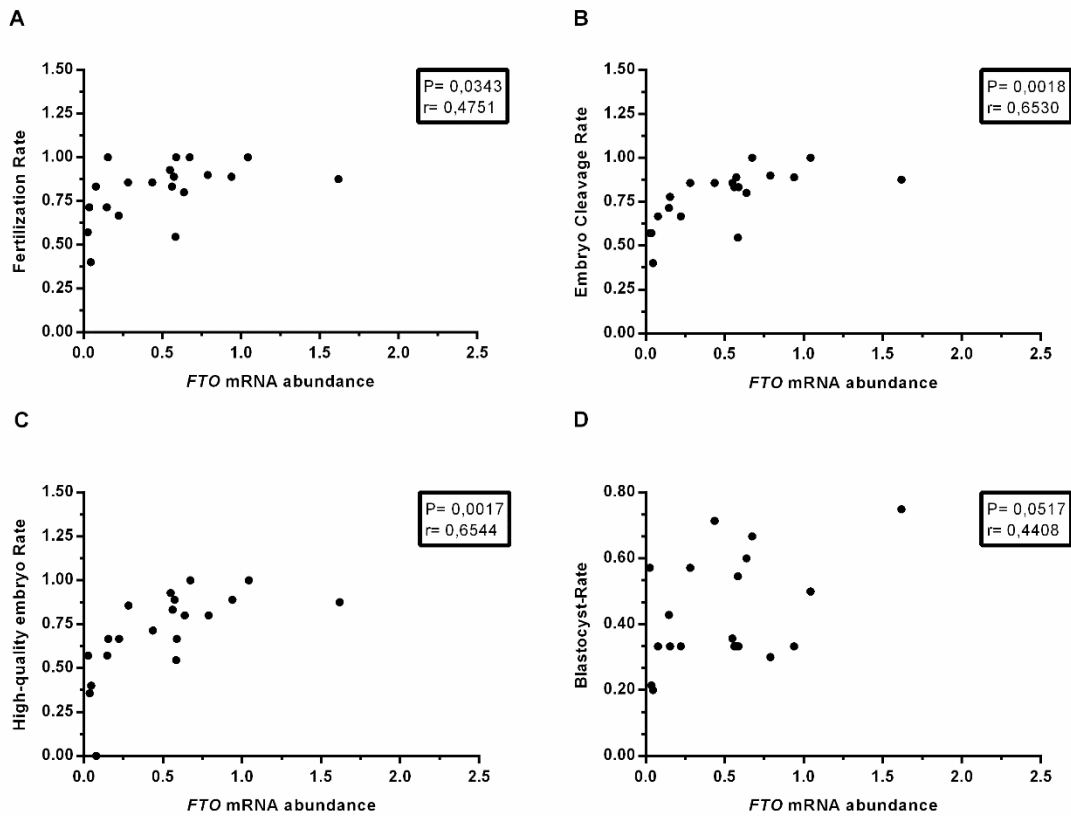 A
1.50
1.25
1.00
0.75
0.50
0.25
0.00
Fertilization Rate
P= 0,0343
r= 0,4751
0.0 0.5 1.0 1.5 2.0 2.5
FTO mRNA abundance
B
1.50
1.25
1.00
0.75
0.50
0.25
0.00
Embryo Cleavage Rate
P= 0,0018
r= 0,6530
0.0 0.5 1.0 1.5 2.0 2.5
FTO mRNA abundance
C
1.50
1.25
1.00
0.75
0.50
0.25
0.00
High-quality embryo Rate
P= 0,0017
r= 0,6544
0.0 0.5 1.0 1.5 2.0 2.5
FTO mRNA abundance
D
0.80
0.60
0.40
0.20
0.00
Blastocyst-Rate
P= 0,0517
r= 0,4408
0.0 0.5 1.0 1.5 2.0 2.5
FTO mRNA abundance